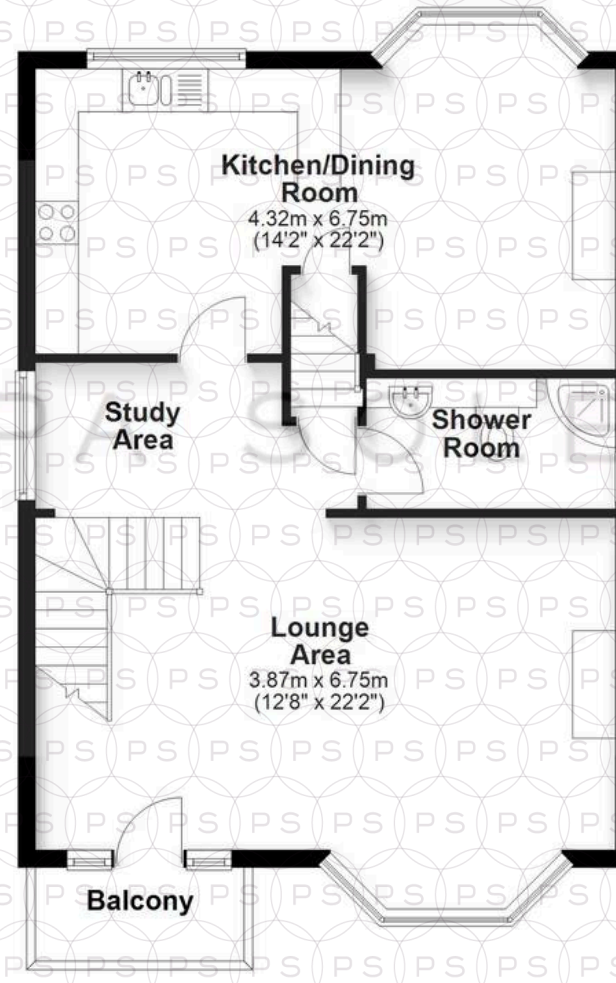 Kitchen/Dining
Room
4.32m x 6.75m
(14'2" x 22'2")
Study
Area
Shower
Room
Lounge
Area
3.87m x 6.75m
(12'8" x 22'2")
Balcony